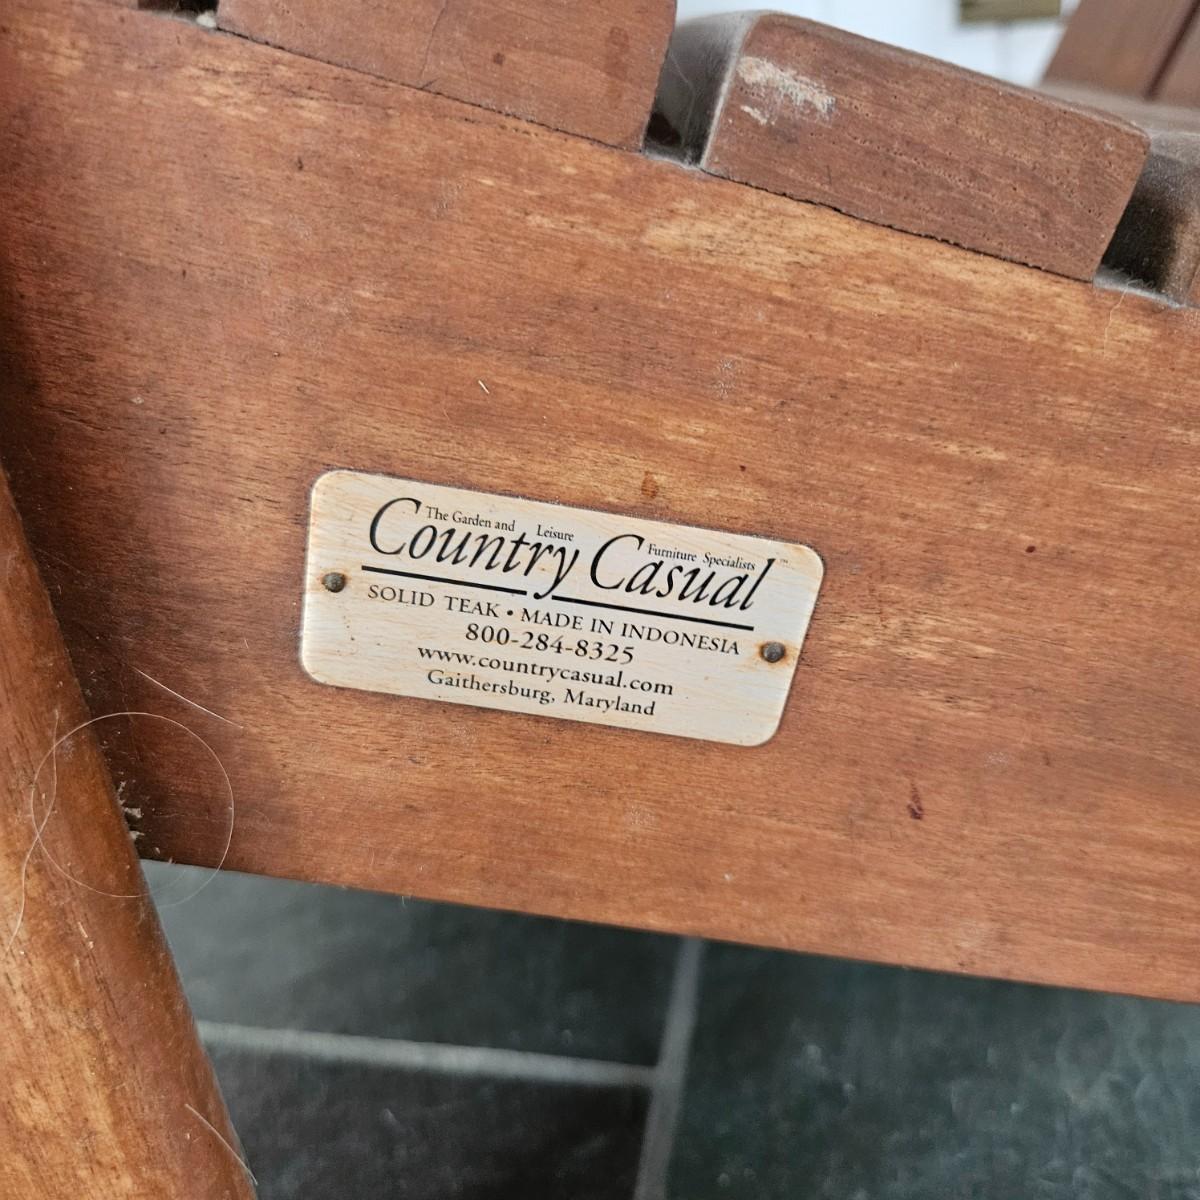 The Garden and Leisure Furniture Specialists
Country Casual™
SOLID TEAK • MADE IN INDONESIA
800-284-8325
www.countrycasual.com
Gaithersburg, Maryland